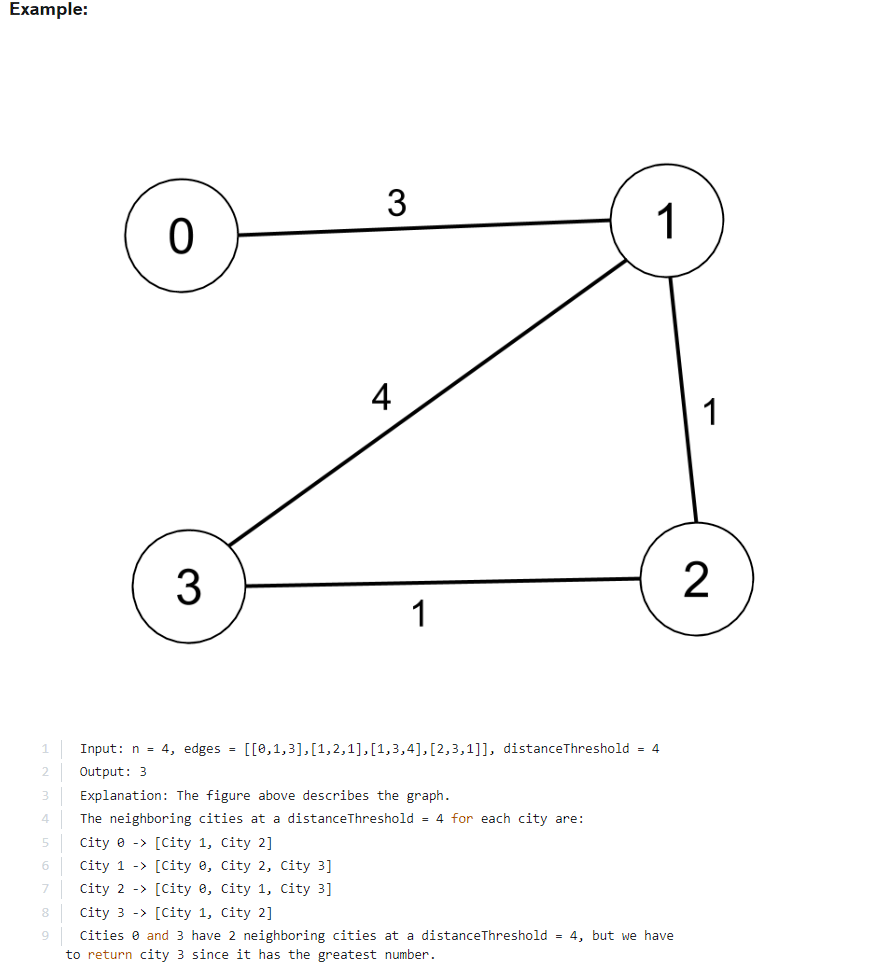 Example:
3
0
1
4
1
3
2
1
1 Input: n = 4, edges = [[0,1,3],[1,2,1],[1,3,4],[2,3,1]], distanceThreshold = 4
2 Output: 3
3 Explanation: The figure above describes the graph.
4 The neighboring cities at a distanceThreshold = 4 for each city are:
5 City 0 -> [City 1, City 2]
6 City 1 -> [City 0, City 2, City 3]
7 City 2 -> [City 0, City 1, City 3]
8 City 3 -> [City 1, City 2]
9 Cities 0 and 3 have 2 neighboring cities at a distanceThreshold = 4, but we have
to return city 3 since it has the greatest number.